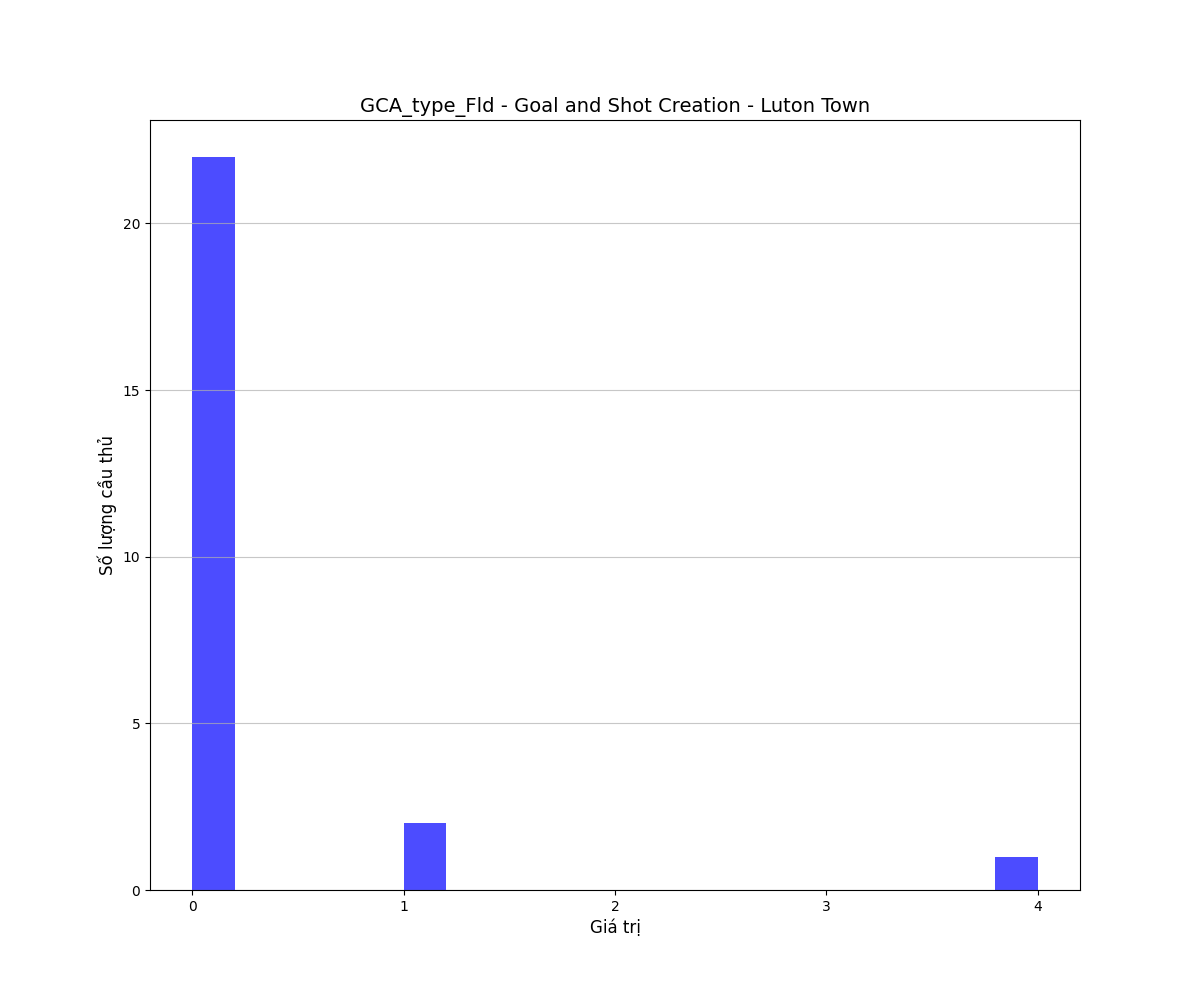 GCA_type_Fld - Goal and Shot Creation - Luton Town
Số lượng cầu thủ
20
15
10
5
0
0 1 2 3 4
Giá trị